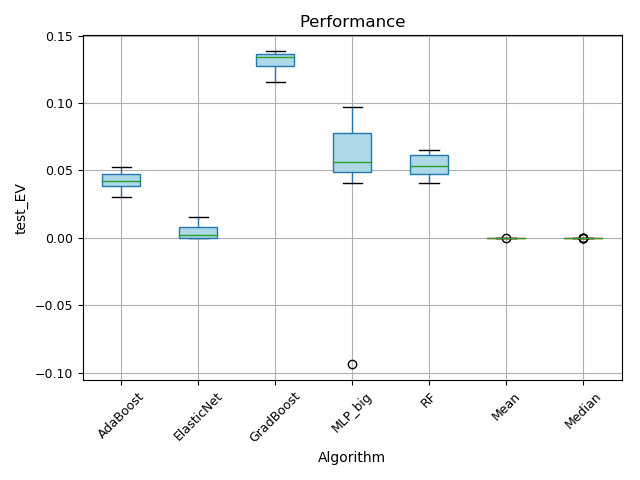 Performance
0.15
0.10
0.05
0.00
−0.05
−0.10
test_EV
AdaBoost
ElasticNet
GradBoost
MLP_big
RF
Mean
Median
Algorithm